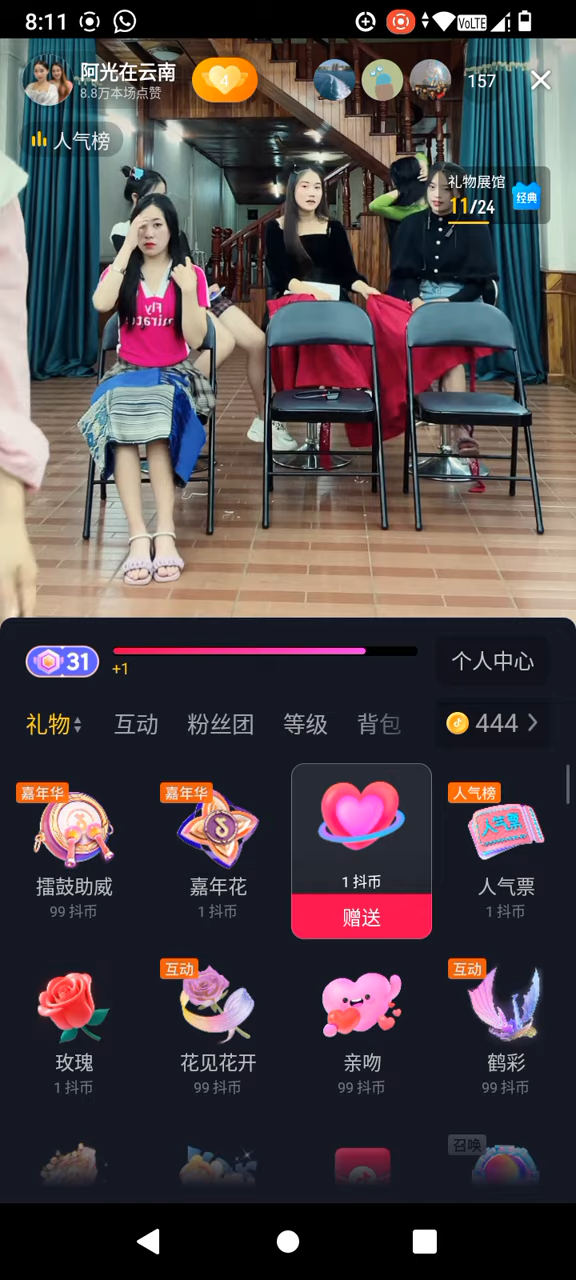 8:11
VoLTE
阿光在云南
8.8万本场点赞
4
157
人气榜
礼物展馆
11/24
经典
Fly
31
+1
个人中心
礼物
互动
粉丝团
等级
背包
444
嘉年华
擂鼓助威
99 抖币
嘉年华
嘉年花
1 抖币
1 抖币
赠送
人气榜
人气票
人气票
1 抖币
玫瑰
1 抖币
互动
花见花开
99 抖币
亲吻
99 抖币
互动
鹤彩
99 抖币
召唤